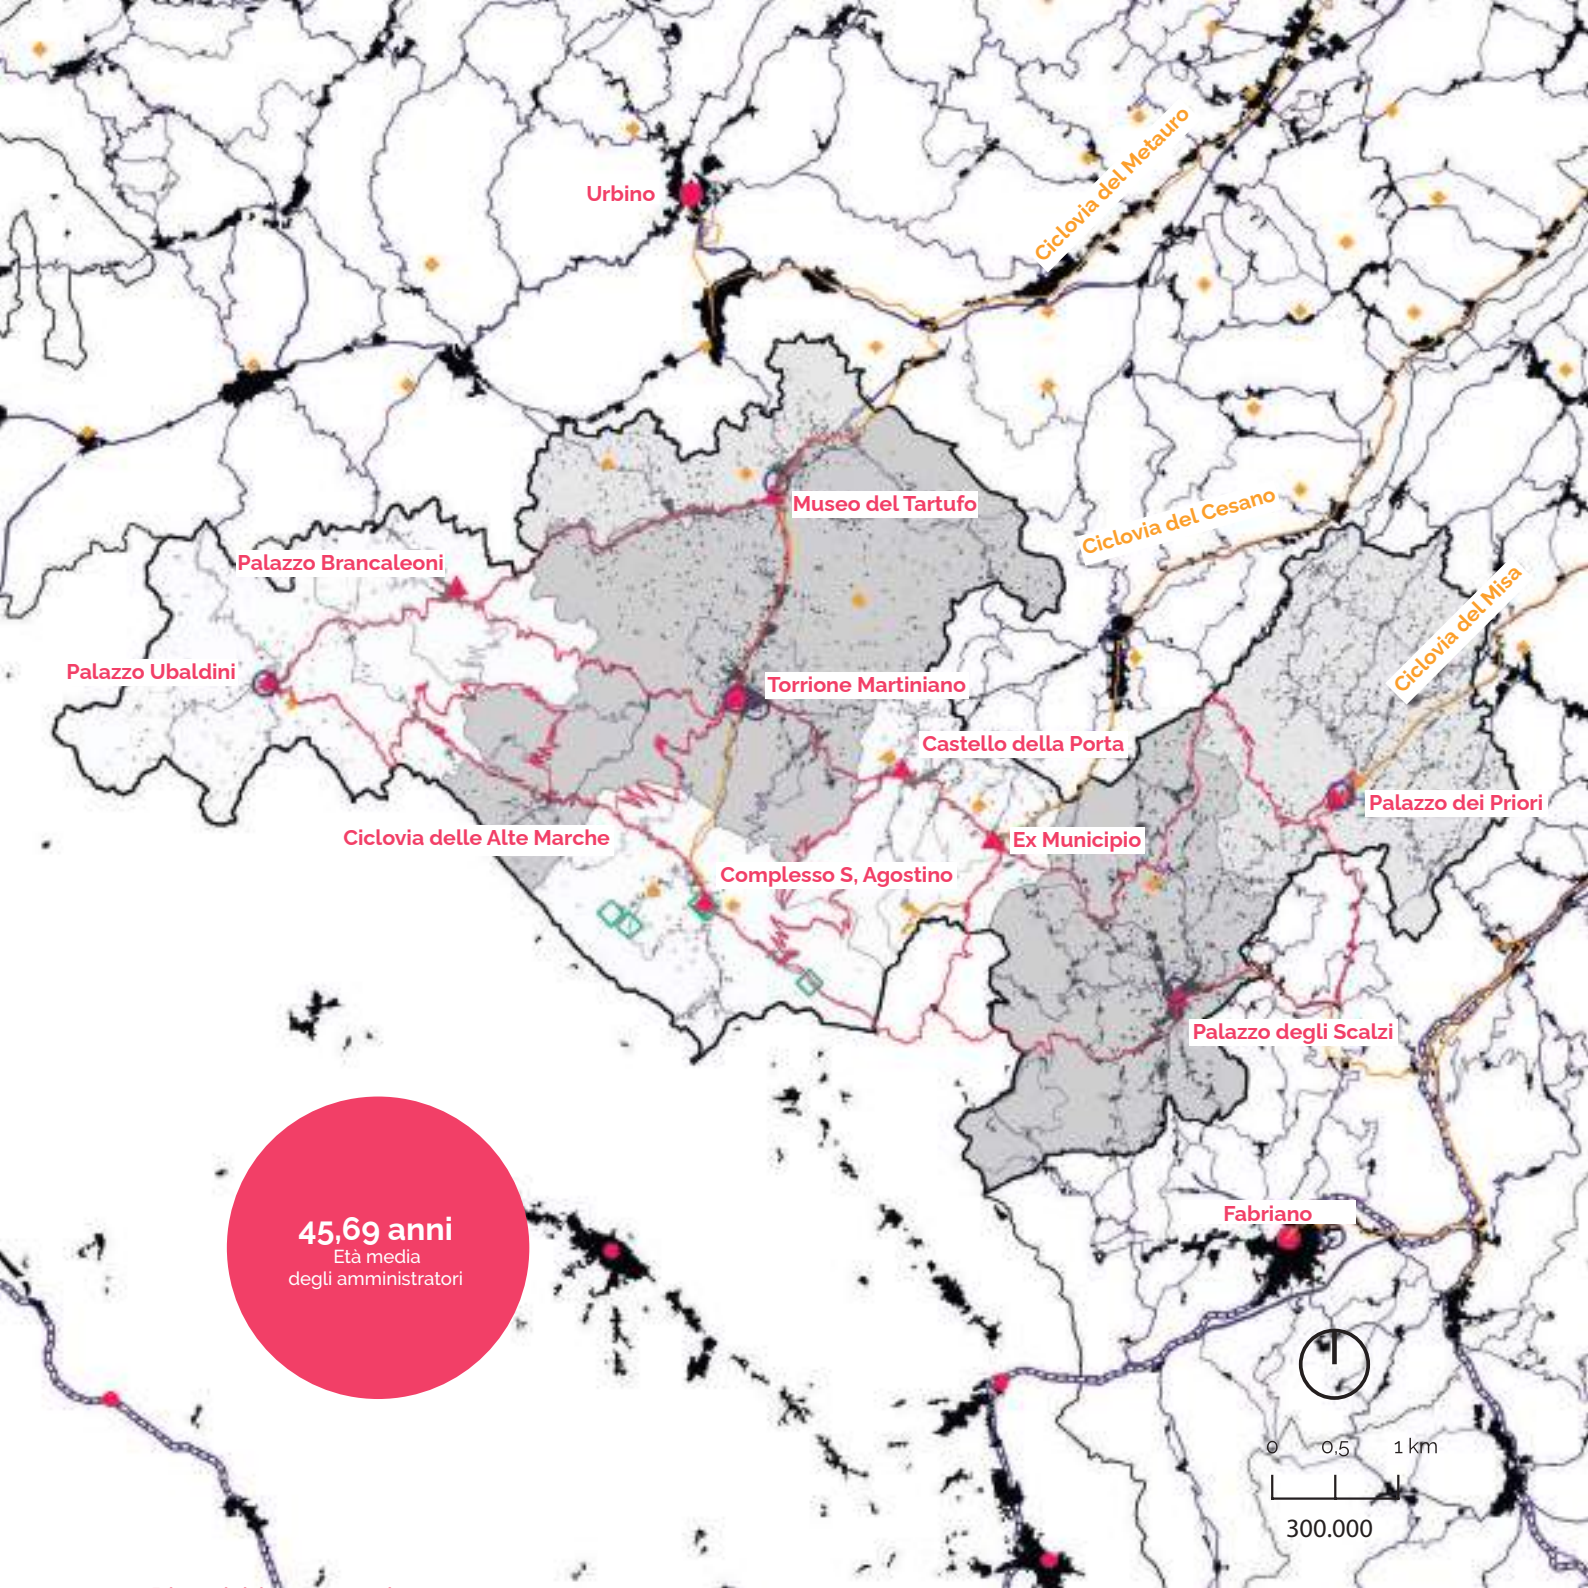 Ciclovia del Metauro
Urbino
Museo del Tartufo
Ciclovia del Cesano
Palazzo Brancaleoni
Ciclovia del Misa
Palazzo Ubaldini
Torrione Martiniano
Castello della Porta
Palazzo dei Priori
Ciclovia delle Alte Marche
Ex Municipio
Complesso S, Agostino
Palazzo degli Scalzi
Fabriano
45,69 anni
Età media
degli amministratori
0 0,5 1 km
300.000